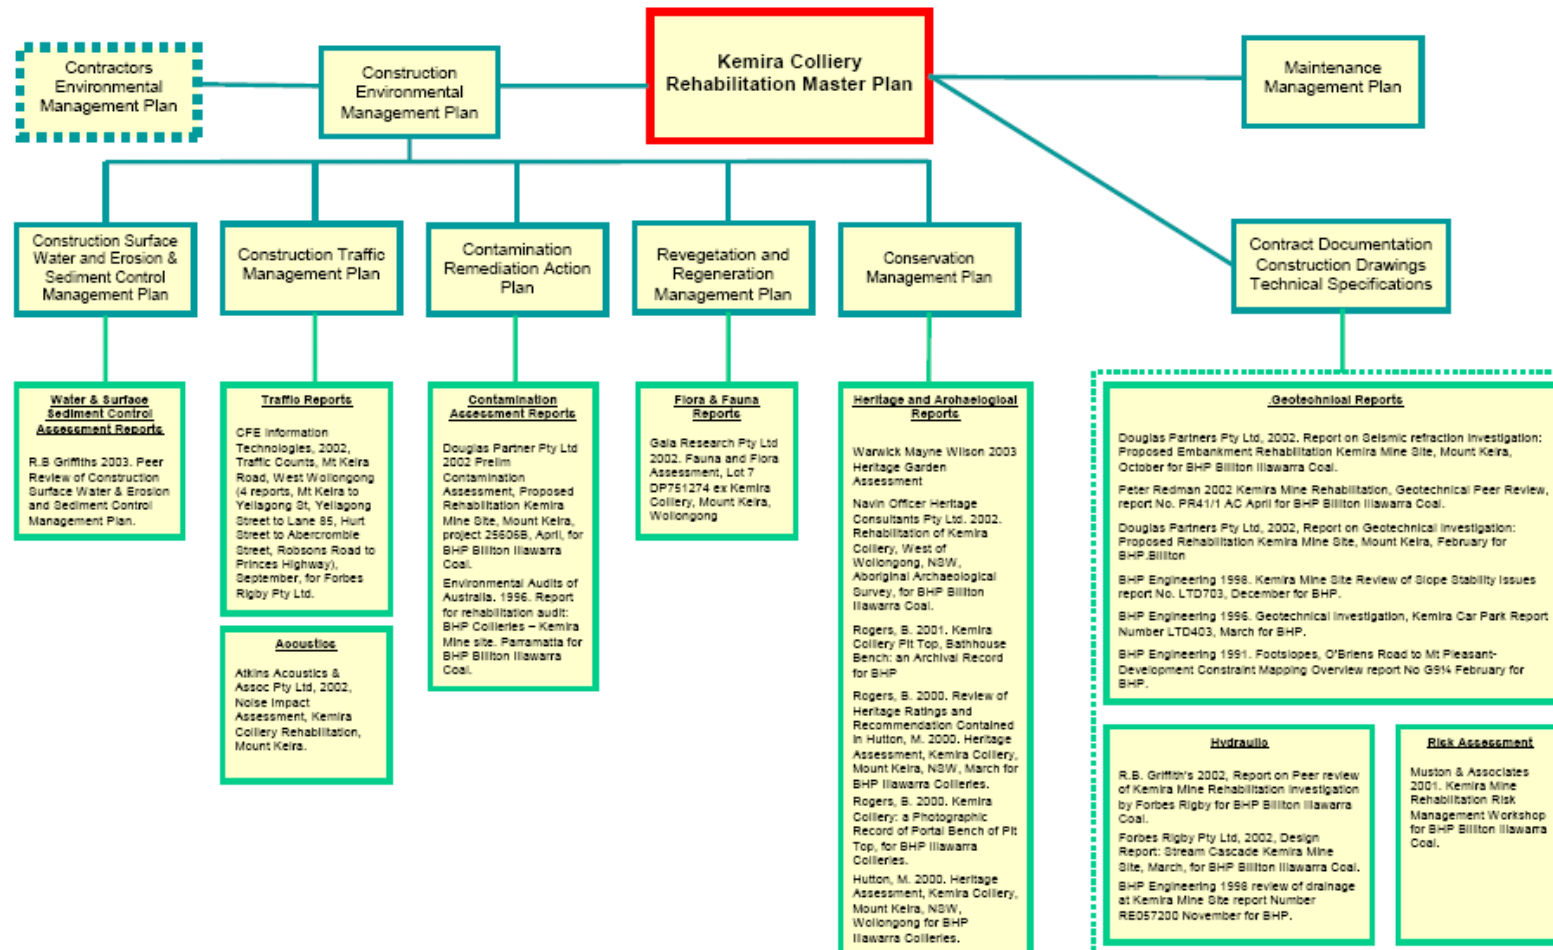 Kemira Colliery
Rehabilitation Master Plan
Contractors
Environmental
Management Plan
Construction
Environmental
Management Plan
Maintenance
Management Plan
Construction Surface
Water and Erosion &
Sediment Control
Management Plan
Construction Traffic
Management Plan
Contamination
Remediation Action
Plan
Revegetation and
Regeneration
Management Plan
Conservation
Management Plan
Contract Documentation
Construction Drawings
Technical Specifications
Water & Surface
Sediment Control
Assessment Reports
R.B Griffiths 2003. Peer
Review of Construction
Surface Water & Erosion
and Sediment Control
Management Plan.
Traffic Reports
CFE Information
Technologies, 2002,
Traffic Counts, Mt Keira
Road, West Wollongong
(4 reports, Mt Keira to
Yellagong St, Yellagong
Street to Lane 85, Hurt
Street to Abercrombie
Street, Robsons Road to
Princes Highway),
September, for Forbes
Rigby Pty Ltd.
Acoustics
Atkins Acoustics &
Assoc Pty Ltd, 2002,
Noise Impact
Assessment, Kemira
Colliery Rehabilitation,
Mount Keira.
Contamination
Assessment Reports
Douglas Partner Pty Ltd
2002 Prelim
Contamination
Assessment, Proposed
Rehabilitation Kemira
Mine Site, Mount Keira,
project 25606B, April, for
BHP Billiton Illawarra
Coal.
Environmental Audits of
Australia. 1996. Report
for rehabilitation audit:
BHP Collieries – Kemira
Mine site. Parramatta for
BHP Billiton Illawarra
Coal.
Flora & Fauna
Reports
Gaia Research Pty Ltd
2002. Fauna and Flora
Assessment, Lot 7
DP751274 ex Kemira
Colliery, Mount Keira,
Wollongong
Heritage and Archaelogical
Reports
Warwick Mayne Wilson 2003
Heritage Garden
Assessment
Navin Officer Heritage
Consultants Pty Ltd. 2002.
Rehabilitation of Kemira
Colliery, West of
Wollongong, NSW,
Aboriginal Archaeological
Survey, for BHP Billiton
Illawarra Coal.
Rogers, B. 2001. Kemira
Colliery Pit Top, Bathhouse
Bench: an Archival Record
for BHP
Rogers, B. 2000. Review of
Heritage Ratings and
Recommendation Contained
in Hutton, M. 2000. Heritage
Assessment, Kemira Colliery,
Mount Keira, NSW, March for
BHP Illawarra Collieries.
Rogers, B. 2000. Kemira
Colliery: a Photographic
Record of Portal Bench of Pit
Top, for BHP Illawarra
Collieries.
Hutton, M. 2000. Heritage
Assessment, Kemira Colliery,
Mount Keira, NSW,
Wollongong for BHP
Illawarra Collieries.
.Geotechnical Reports
Douglas Partners Pty Ltd, 2002. Report on Seismic refraction Investigation:
Proposed Embankment Rehabilitation Kemira Mine Site, Mount Keira,
October for BHP Billiton Illawarra Coal.
Peter Redman 2002 Kemira Mine Rehabilitation, Geotechnical Peer Review,
report No. PR41/1 AC April for BHP Billiton Illawarra Coal.
Douglas Partners Pty Ltd, 2002, Report on Geotechnical Investigation:
Proposed Rehabilitation Kemira Mine Site, Mount Keira, February for
BHP.Billiton
BHP Engineering 1998. Kemira Mine Site Review of Slope Stability Issues
report No. LTD703, December for BHP.
BHP Engineering 1996. Geotechnical Investigation, Kemira Car Park Report
Number LTD403, March for BHP.
BHP Engineering 1991. Footslopes, O'Briens Road to Mt Pleasant-
Development Constraint Mapping Overview report No G9¼ February for
BHP.
Hydraulic
R.B. Griffith's 2002, Report on Peer review
of Kemira Mine Rehabilitation Investigation
by Forbes Rigby for BHP Billiton Illawarra
Coal.
Forbes Rigby Pty Ltd, 2002, Design
Report: Stream Cascade Kemira Mine
Site, March, for BHP Billiton Illawarra Coal.
BHP Engineering 1998 review of drainage
at Kemira Mine Site report Number
RE057200 November for BHP.
Risk Assessment
Muston & Associates
2001. Kemira Mine
Rehabilitation Risk
Management Workshop
for BHP Billiton Illawarra
Coal.